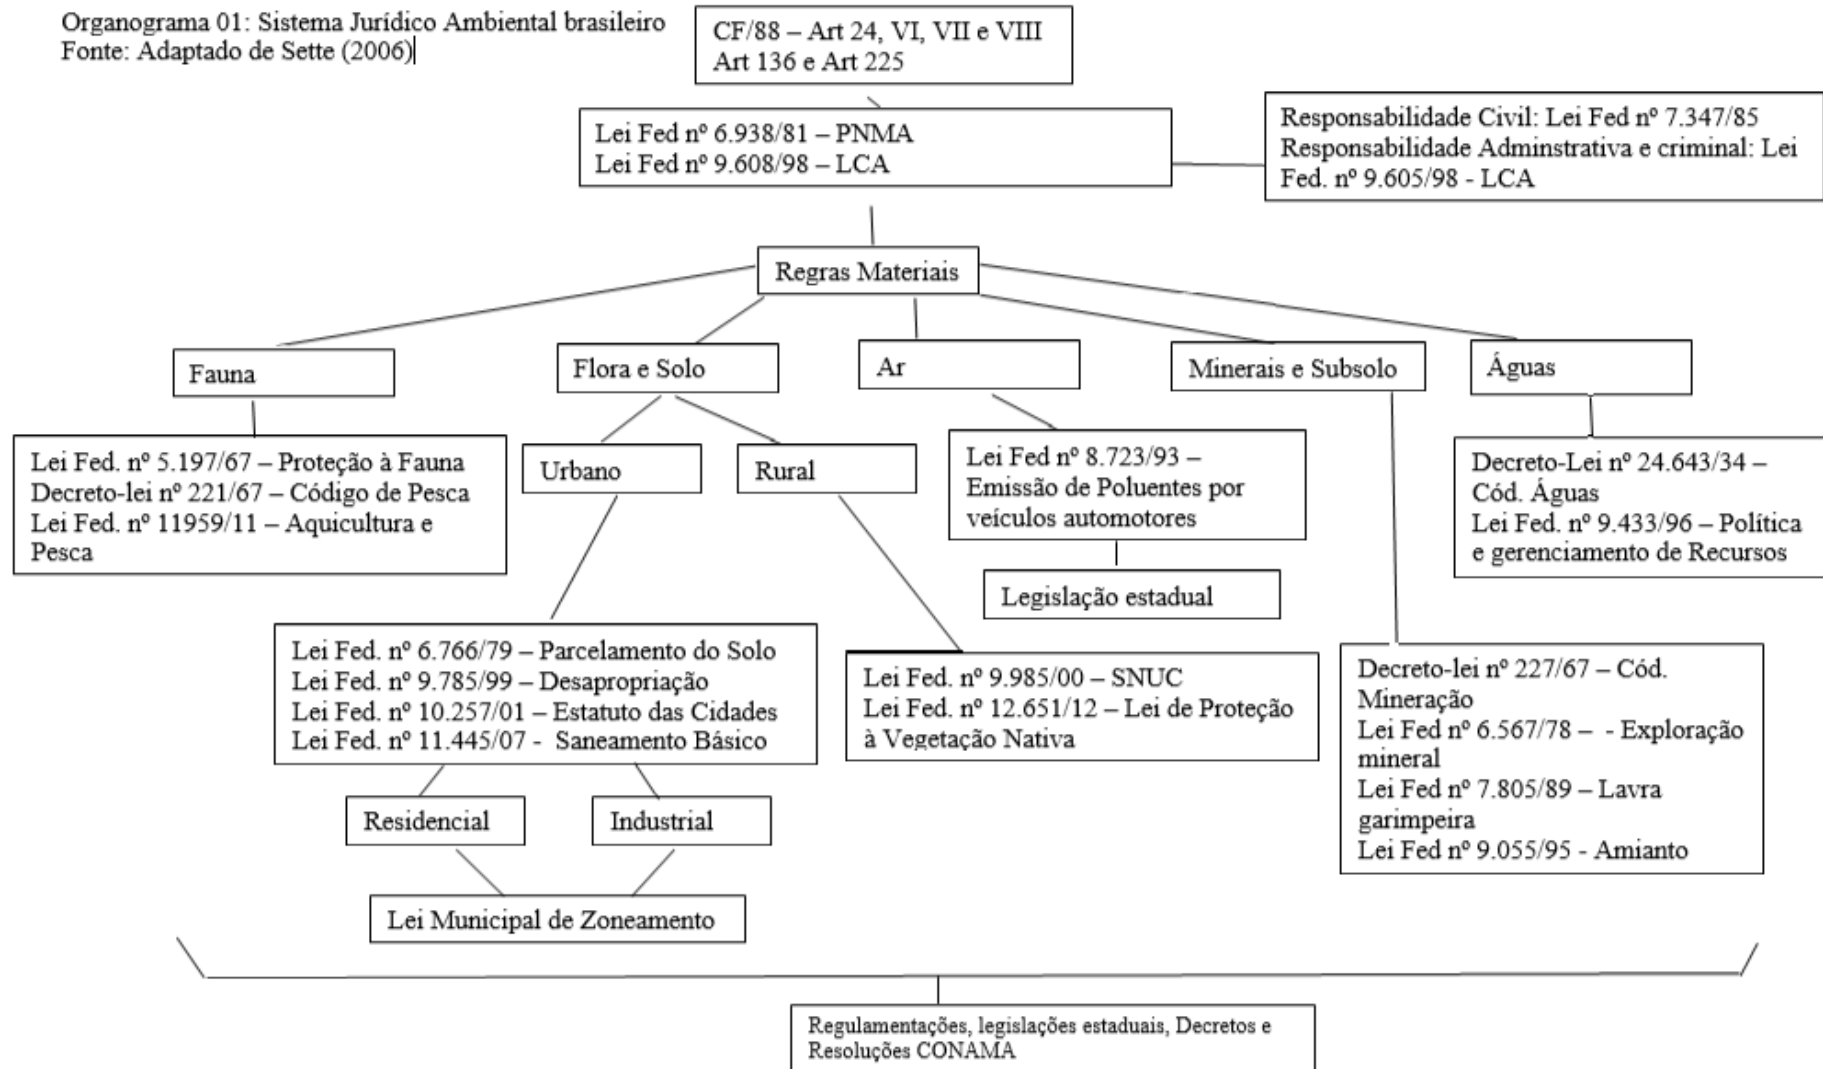 Organograma 01: Sistema Jurídico Ambiental brasileiro
Fonte: Adaptado de Sette (2006)
CF/88 – Art 24, VI, VII e VIII
Art 136 e Art 225
Lei Fed nº 6.938/81 – PNMA
Lei Fed nº 9.608/98 – LCA
Responsabilidade Civil: Lei Fed nº 7.347/85
Responsabilidade Adminstrativa e criminal: Lei
Fed. nº 9.605/98 - LCA
Regras Materiais
Fauna
Flora e Solo
Ar
Minerais e Subsolo
Águas
Lei Fed. nº 5.197/67 – Proteção à Fauna
Decreto-lei nº 221/67 – Código de Pesca
Lei Fed. nº 11959/11 – Aquicultura e
Pesca
Urbano
Rural
Lei Fed nº 8.723/93 –
Emissão de Poluentes por
veículos automotores
Decreto-Lei nº 24.643/34 –
Cód. Águas
Lei Fed. nº 9.433/96 – Política
e gerenciamento de Recursos
Legislação estadual
Lei Fed. nº 6.766/79 – Parcelamento do Solo
Lei Fed. nº 9.785/99 – Desapropriação
Lei Fed. nº 10.257/01 – Estatuto das Cidades
Lei Fed. nº 11.445/07 - Saneamento Básico
Lei Fed. nº 9.985/00 – SNUC
Lei Fed. nº 12.651/12 – Lei de Proteção
à Vegetação Nativa
Decreto-lei nº 227/67 – Cód.
Mineração
Lei Fed nº 6.567/78 – - Exploração
mineral
Lei Fed nº 7.805/89 – Lavra
garimpeira
Lei Fed nº 9.055/95 - Amianto
Residencial
Industrial
Lei Municipal de Zoneamento
Regulamentações, legislações estaduais, Decretos e
Resoluções CONAMA